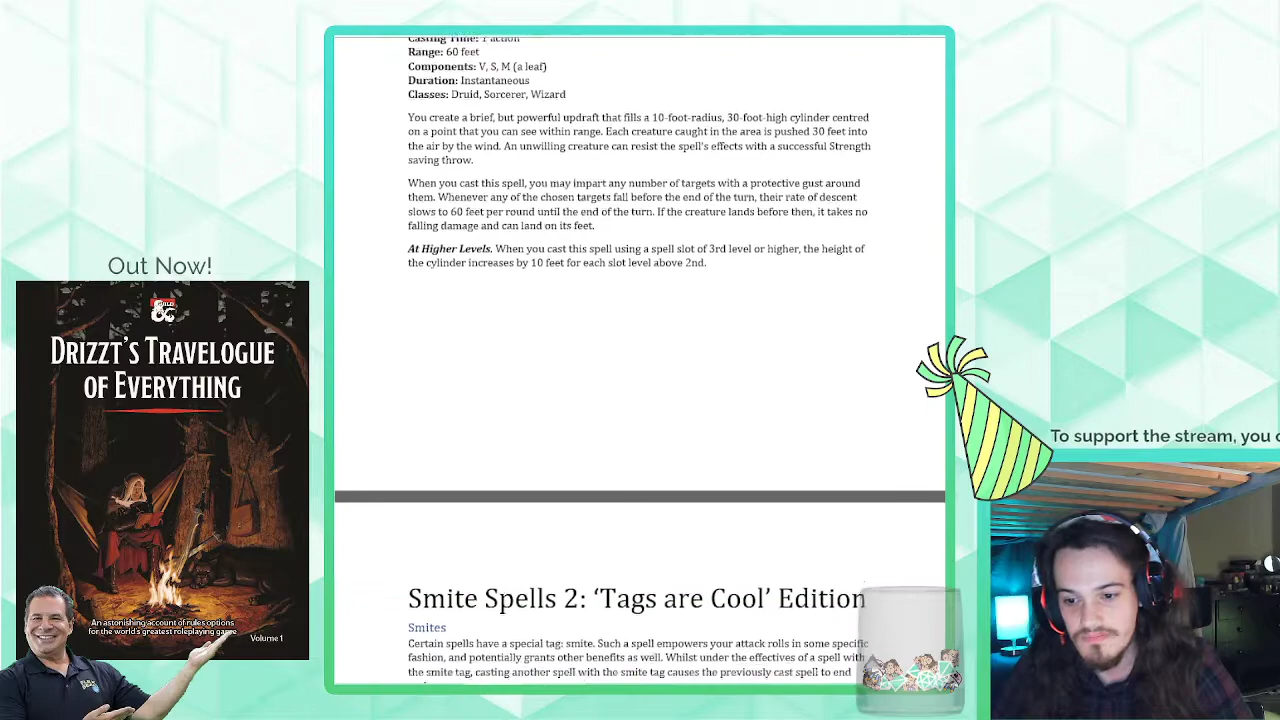 Casting Time: 1 action
Range: 60 feet
Components: V, S, M (a leaf)
Duration: Instantaneous
Classes: Druid, Sorcerer, Wizard
You create a brief, but powerful updraft that fills a 10-foot-radius, 30-foot-high cylinder centred
on a point that you can see within range. Each creature caught in the area is pushed 30 feet into
the air by the wind. An unwilling creature can resist the spell's effects with a successful Strength
saving throw.
When you cast this spell, you may impart any number of targets with a protective gust around
them. Whenever any of the chosen targets fall before the end of the turn, their rate of descent
slows to 60 feet per round until the end of the turn. If the creature lands before then, it takes no
falling damage and can land on its feet.
At Higher Levels. When you cast this spell using a spell slot of 3rd level or higher, the height of
the cylinder increases by 10 feet for each slot level above 2nd.
Smite Spells 2: ‘Tags are Cool’ Edition
Smites
Certain spells have a special tag: smite. Such a spell empowers your attack rolls in some specific
fashion, and potentially grants other benefits as well. Whilst under the effectives of a spell with
the smite tag, casting another spell with the smite tag causes the previously cast spell to end
Out Now!
DRIZZT'S TRAVELOGUE
OF EVERYTHING
An astonishing account of rules options
for the world's greatest roleplaying game
Volume 1
To support the stream, you c